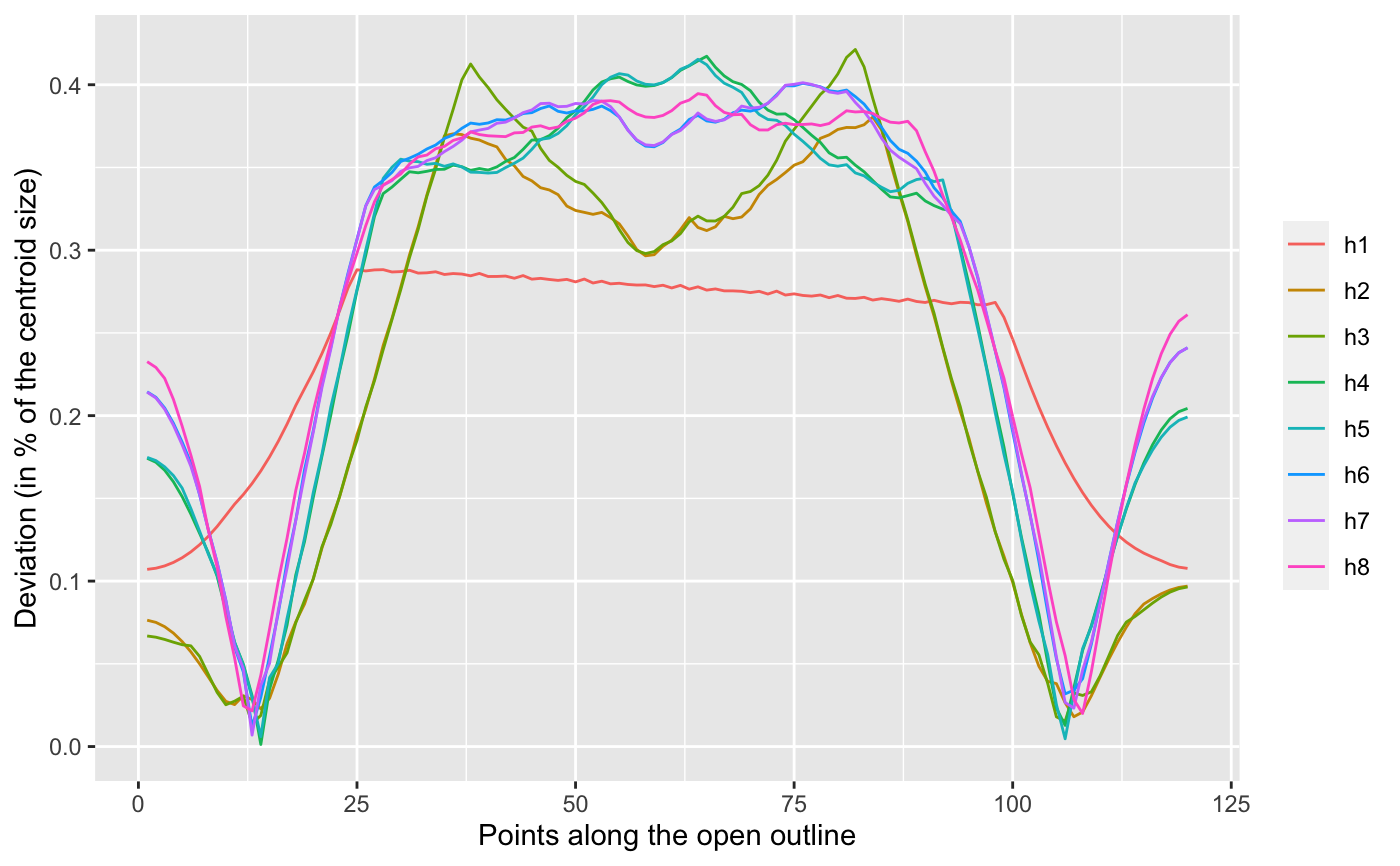 Deviation (in % of the centroid size)
0.4
0.3
0.2
0.1
0.0
0 25 50 75 100 125
Points along the open outline
h1
h2
h3
h4
h5
h6
h7
h8